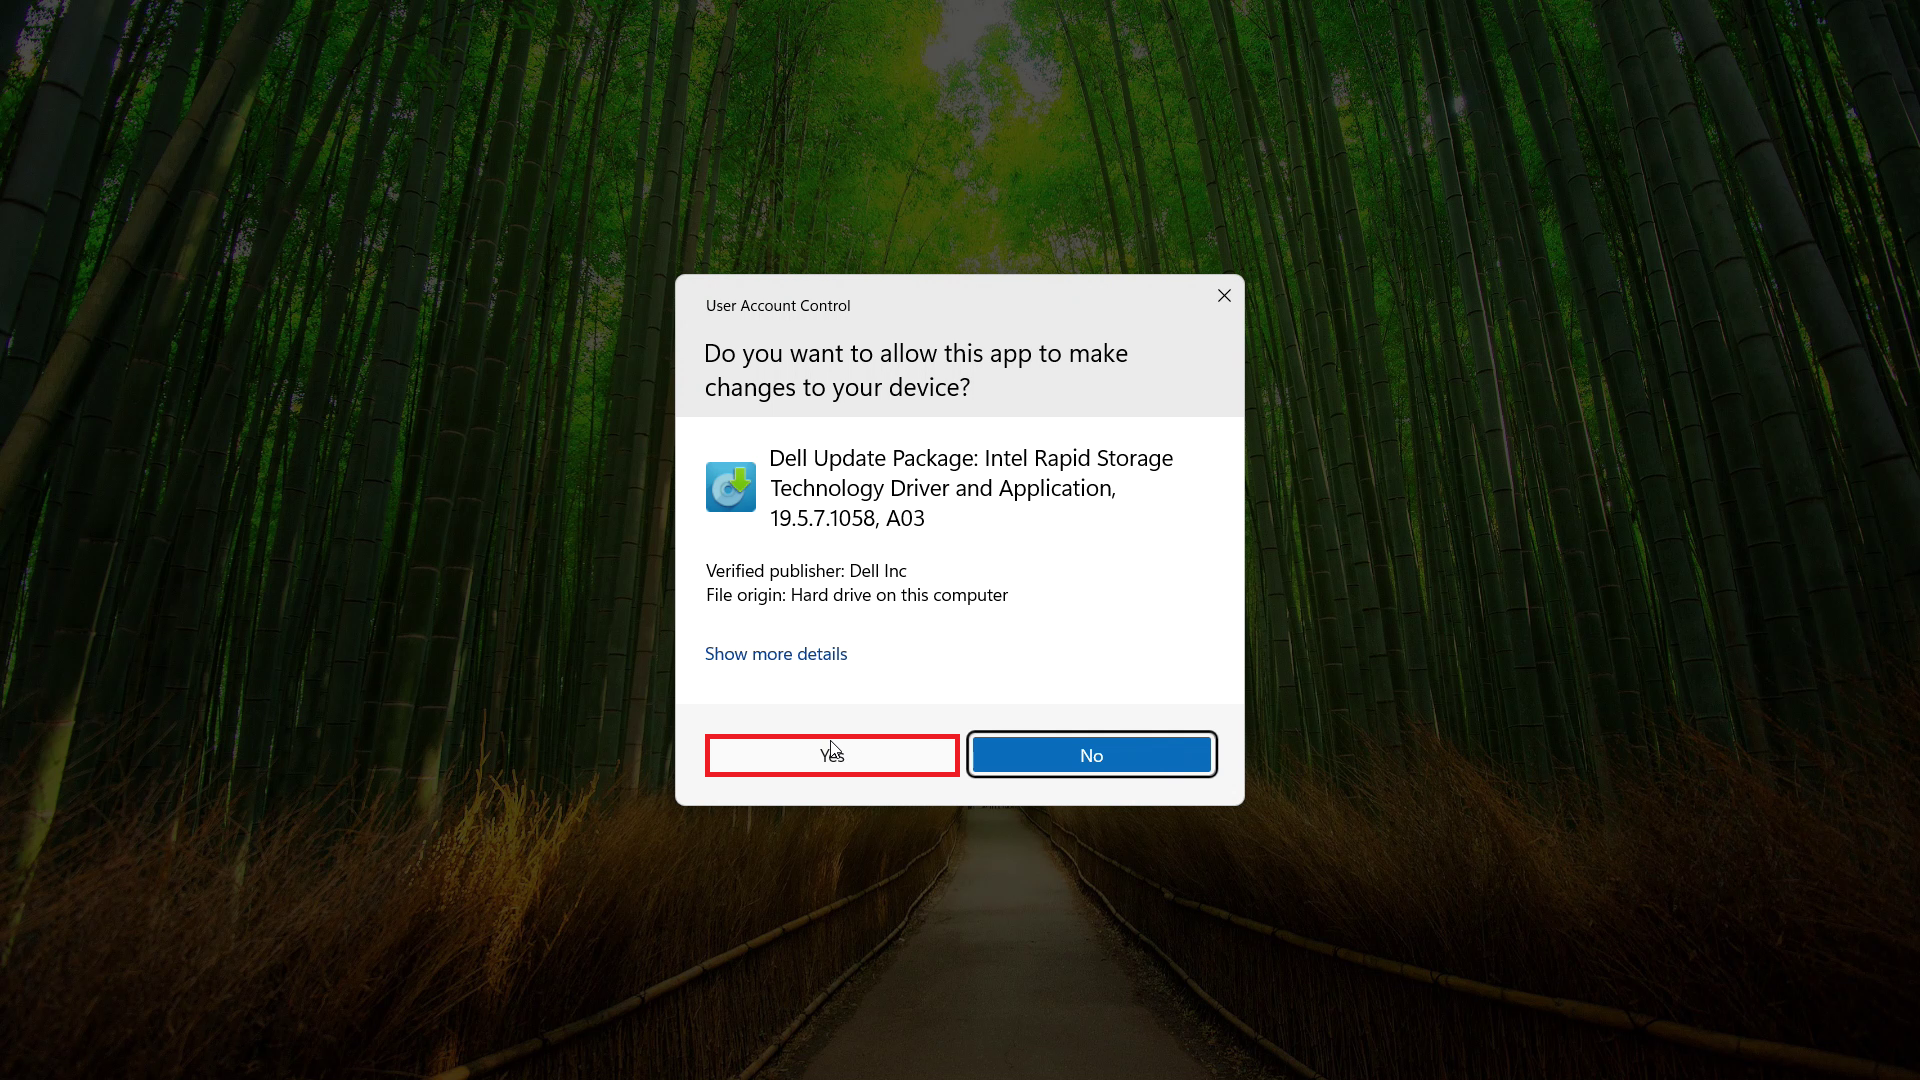 User Account Control
Do you want to allow this app to make
changes to your device?
Dell Update Package: Intel Rapid Storage
Technology Driver and Application,
19.5.7.1058, A03
Verified publisher: Dell Inc
File origin: Hard drive on this computer
Show more details
Yes
No